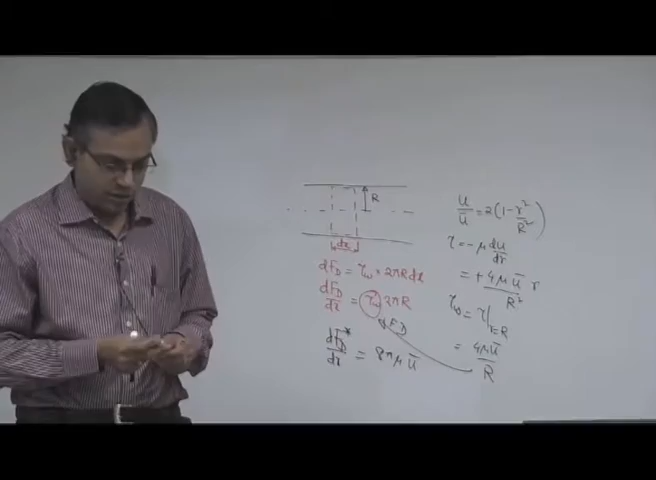 R
dx
dF_D = τ_w 2πR dx
dF_D/dx = τ_w 2πR
FD
dF_D*/dx = 8πμ ū
u/ū = 2(1 - r²/R²)
τ = -μ du/dr
= + 4μū/R² r
τ_w = τ|r=R
= 4μū/R